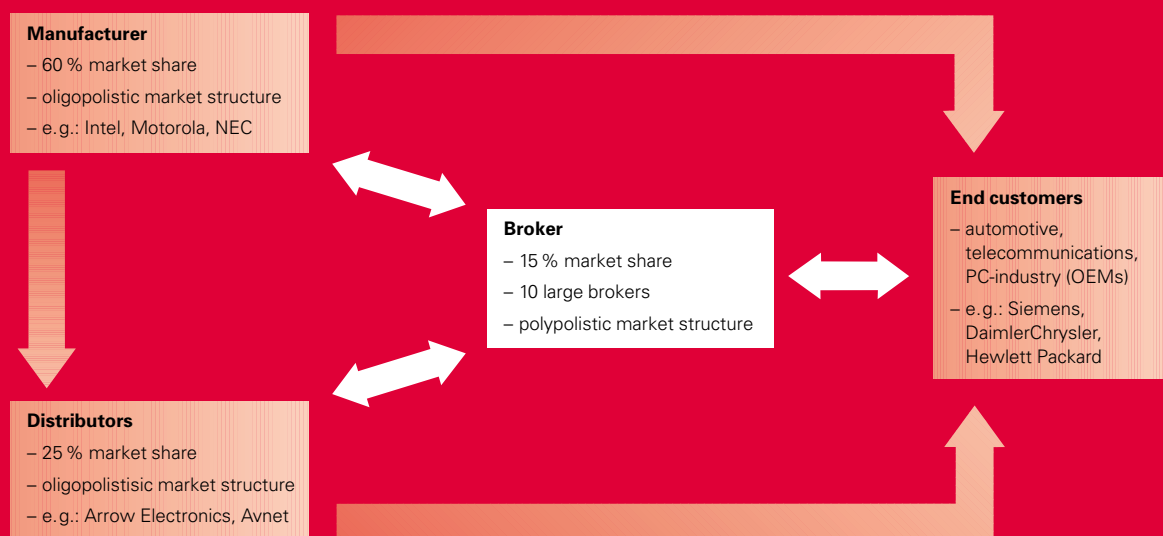 Manufacturer
– 60 % market share
– oligopolistic market structure
– e.g.: Intel, Motorola, NEC
Broker
– 15 % market share
– 10 large brokers
– polypolistic market structure
End customers
– automotive,
telecommunications,
PC-industry (OEMs)
– e.g.: Siemens,
DaimlerChrysler,
Hewlett Packard
Distributors
– 25 % market share
– oligopolistisic market structure
– e.g.: Arrow Electronics, Avnet